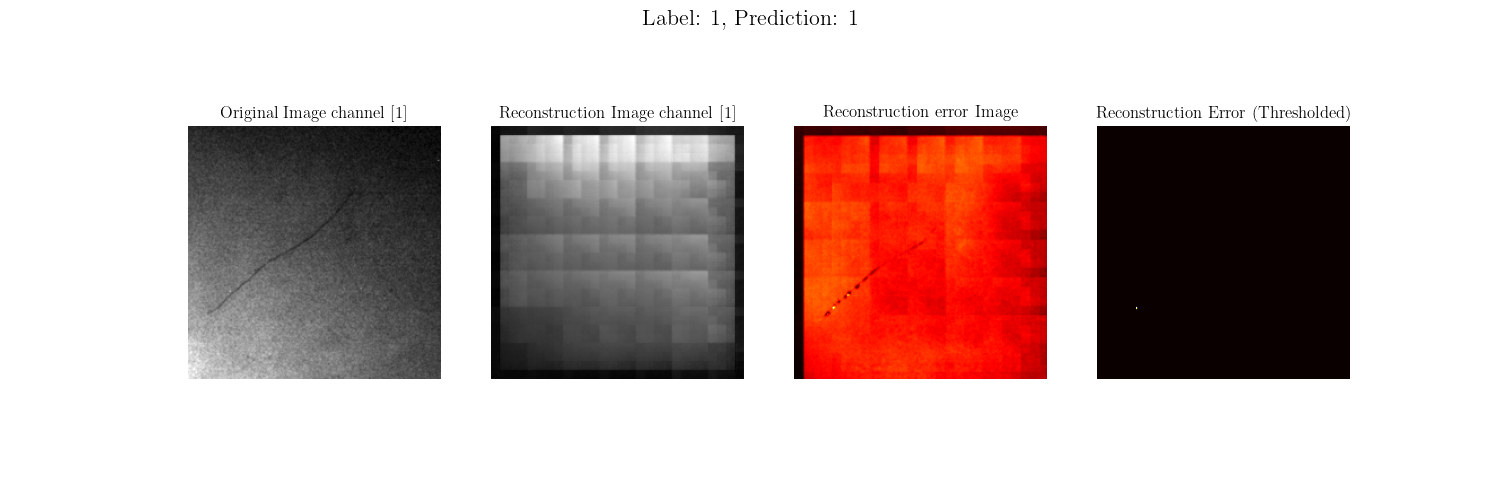 Label: 1, Prediction: 1
Original Image channel [1]
Reconstruction Image channel [1]
Reconstruction error Image
Reconstruction Error (Thresholded)